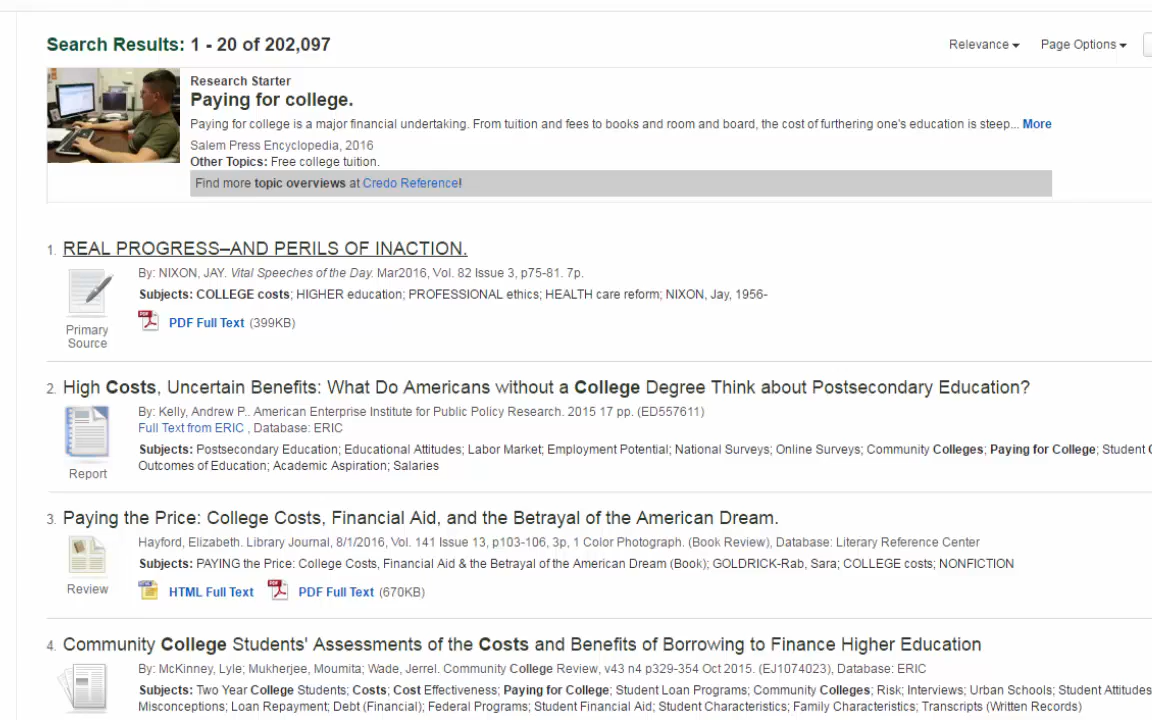 Search Results: 1 - 20 of 202,097
Relevance
Page Options
Research Starter
Paying for college.
Paying for college is a major financial undertaking. From tuition and fees to books and room and board, the cost of furthering one's education is steep... More
Salem Press Encyclopedia, 2016
Other Topics: Free college tuition.
Find more topic overviews at Credo Reference!
1. REAL PROGRESS–AND PERILS OF INACTION.
By: NIXON, JAY. Vital Speeches of the Day. Mar2016, Vol. 82 Issue 3, p75-81. 7p.
Subjects: COLLEGE costs; HIGHER education; PROFESSIONAL ethics; HEALTH care reform; NIXON, Jay, 1956-
PDF Full Text (399KB)
Primary
Source
2. High Costs, Uncertain Benefits: What Do Americans without a College Degree Think about Postsecondary Education?
By: Kelly, Andrew P.. American Enterprise Institute for Public Policy Research. 2015 17 pp. (ED557611)
Full Text from ERIC , Database: ERIC
Subjects: Postsecondary Education; Educational Attitudes; Labor Market; Employment Potential; National Surveys; Online Surveys; Community Colleges; Paying for College; Student
Outcomes of Education; Academic Aspiration; Salaries
Report
3. Paying the Price: College Costs, Financial Aid, and the Betrayal of the American Dream.
Hayford, Elizabeth. Library Journal, 8/1/2016, Vol. 141 Issue 13, p103-106, 3p, 1 Color Photograph. (Book Review), Database: Literary Reference Center
Subjects: PAYING the Price: College Costs, Financial Aid & the Betrayal of the American Dream (Book); GOLDRICK-Rab, Sara; COLLEGE costs; NONFICTION
Review
HTML Full Text PDF Full Text (670KB)
4. Community College Students' Assessments of the Costs and Benefits of Borrowing to Finance Higher Education
By: McKinney, Lyle; Mukherjee, Moumita; Wade, Jerrel. Community College Review, v43 n4 p329-354 Oct 2015. (EJ1074023), Database: ERIC
Subjects: Two Year College Students; Costs; Cost Effectiveness; Paying for College; Student Loan Programs; Community Colleges; Risk; Interviews; Urban Schools; Student Attitudes
Misconceptions; Loan Repayment; Debt (Financial); Federal Programs; Student Financial Aid; Student Characteristics; Family Characteristics; Transcripts (Written Records)